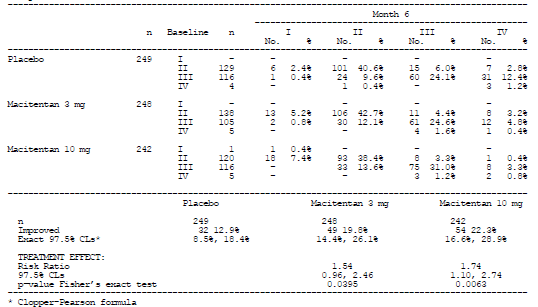 Month 6
I II III IV
n Baseline n No. % No. % No. % No. %
Placebo 249 I - - - - -
II 129 6 2.4% 101 40.6% 15 6.0% 7 2.8%
III 116 1 0.4% 24 9.6% 60 24.1% 31 12.4%
IV 4 - 1 0.4% - 3 1.2%
Macitentan 3 mg 248 I - - - - -
II 138 13 5.2% 106 42.7% 11 4.4% 8 3.2%
III 105 2 0.8% 30 12.1% 61 24.6% 12 4.8%
IV 5 - - 4 1.6% 1 0.4%
Macitentan 10 mg 242 I 1 1 0.4% - - -
II 120 18 7.4% 93 38.4% 8 3.3% 1 0.4%
III 116 - 33 13.6% 75 31.0% 8 3.3%
IV 5 - - 3 1.2% 2 0.8%
Placebo Macitentan 3 mg Macitentan 10 mg
n 249 248 242
Improved 32 12.9% 49 19.8% 54 22.3%
Exact 97.5% CLs* 8.5%, 18.4% 14.4%, 26.1% 16.6%, 28.9%
TREATMENT EFFECT:
Risk Ratio 1.54 1.74
97.5% CLs 0.96, 2.46 1.10, 2.74
p-value Fisher's exact test 0.0395 0.0063
* Clopper-Pearson formula